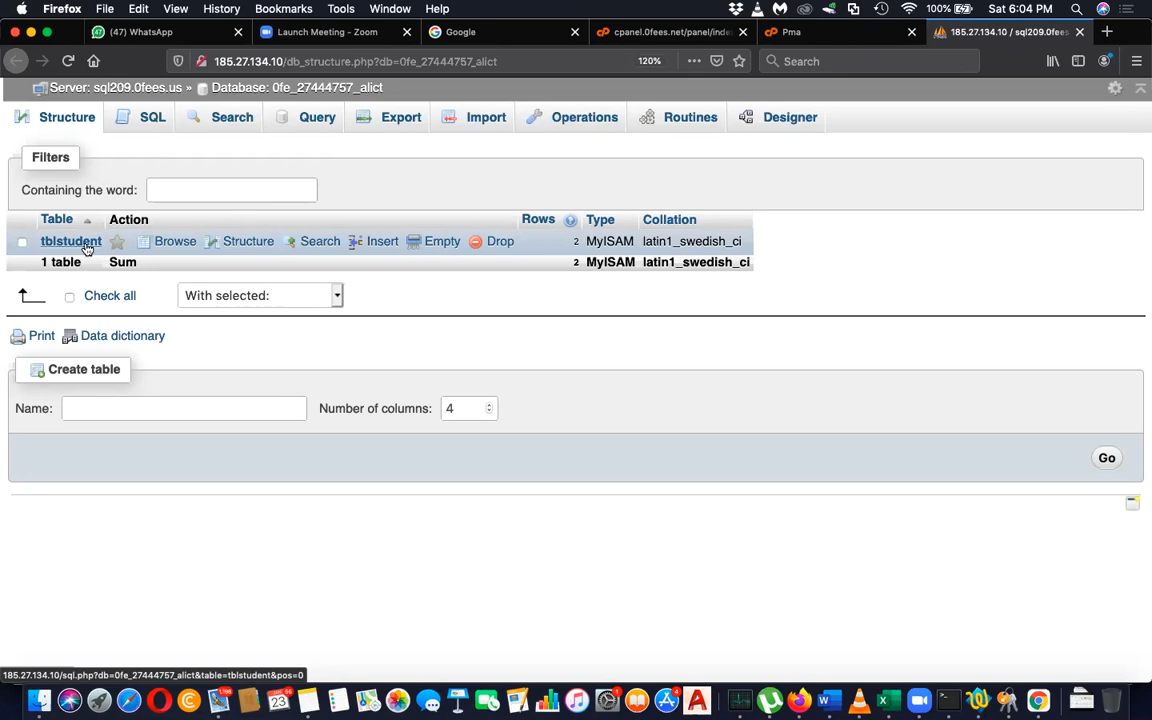 Firefox File Edit View History Bookmarks Tools Window Help 100% Sat 6:04 PM
(47) WhatsApp Launch Meeting - Zoom Google cpanel.0fees.net/panel/inde Pma 185.27.134.10 / sql209.0fees
185.27.134.10/db_structure.php?db=0fe_27444757_alict 120% Search
Server: sql209.0fees.us » Database: 0fe_27444757_alict
Structure SQL Search Query Export Import Operations Routines Designer
Filters
Containing the word:
Table Action Rows Type Collation
tblstudent Browse Structure Search Insert Empty Drop 2 MyISAM latin1_swedish_ci
1 table Sum 2 MyISAM latin1_swedish_ci
Check all With selected:
Print Data dictionary
Create table
Name: Number of columns: 4
Go
185.27.134.10/sql.php?db=0fe_27444757_alict&table=tblstudent&pos=0